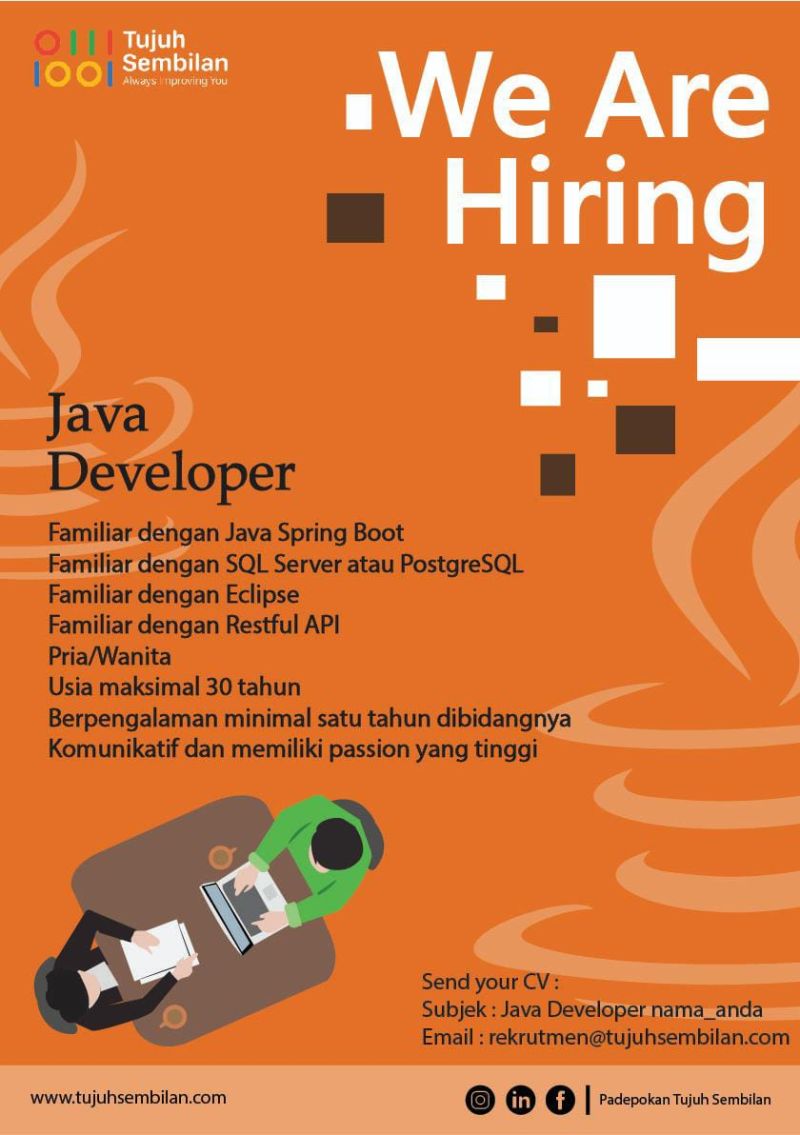 Tujuh
Sembilan
Always Improving You
We Are
Hiring
Java
Developer
Familiar dengan Java Spring Boot
Familiar dengan SQL Server atau PostgreSQL
Familiar dengan Eclipse
Familiar dengan Restful API
Pria/Wanita
Usia maksimal 30 tahun
Berpengalaman minimal satu tahun dibidangnya
Komunikatif dan memiliki passion yang tinggi
Send your CV :
Subjek : Java Developer nama_anda
Email : rekrutmen@tujuhsembilan.com
www.tujuhsembilan.com
Padepokan Tujuh Sembilan